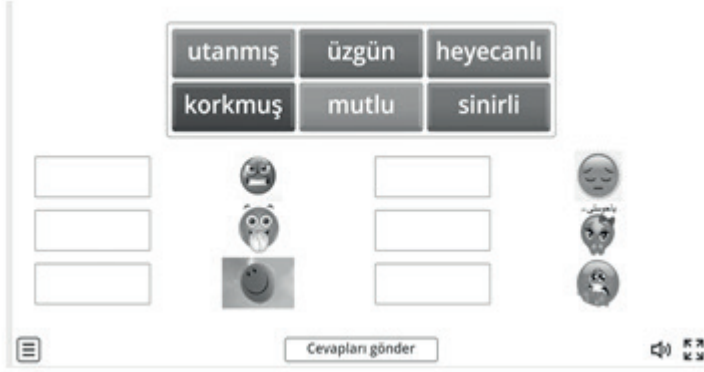 utanmış üzgün heyecanlı
korkmuş mutlu sinirli
Cevapları gönder